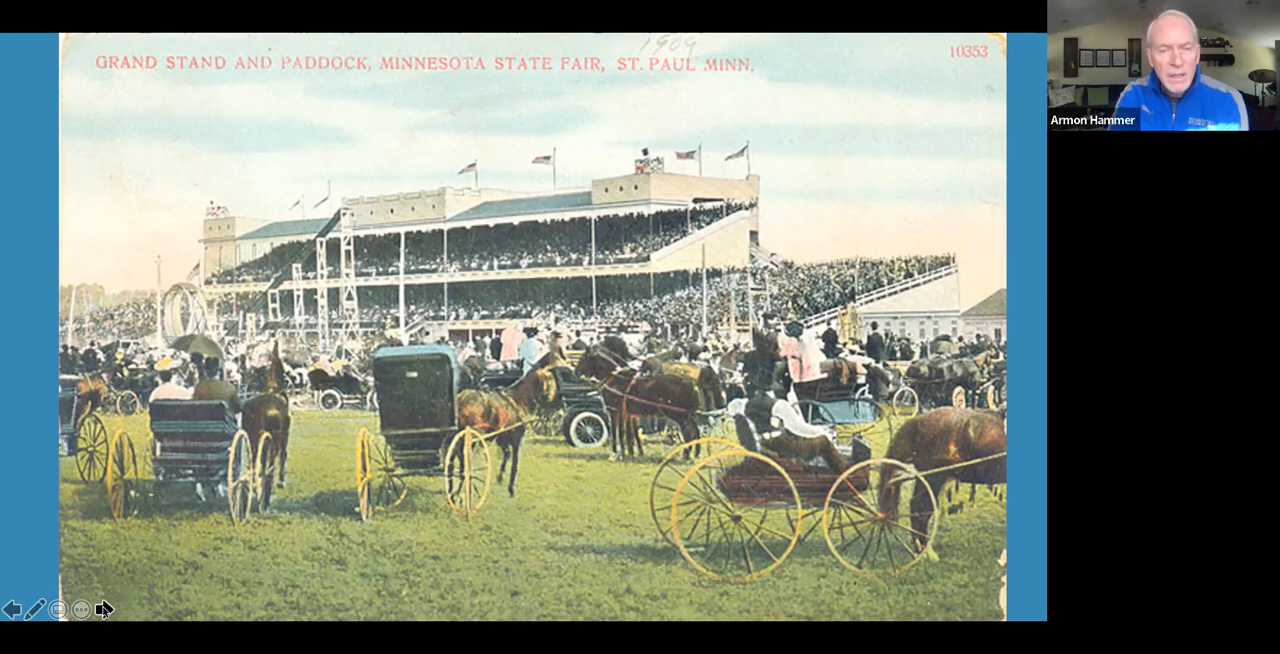 1909
GRAND STAND AND PADDOCK, MINNESOTA STATE FAIR, ST. PAUL MINN.
10353
Armon Hammer